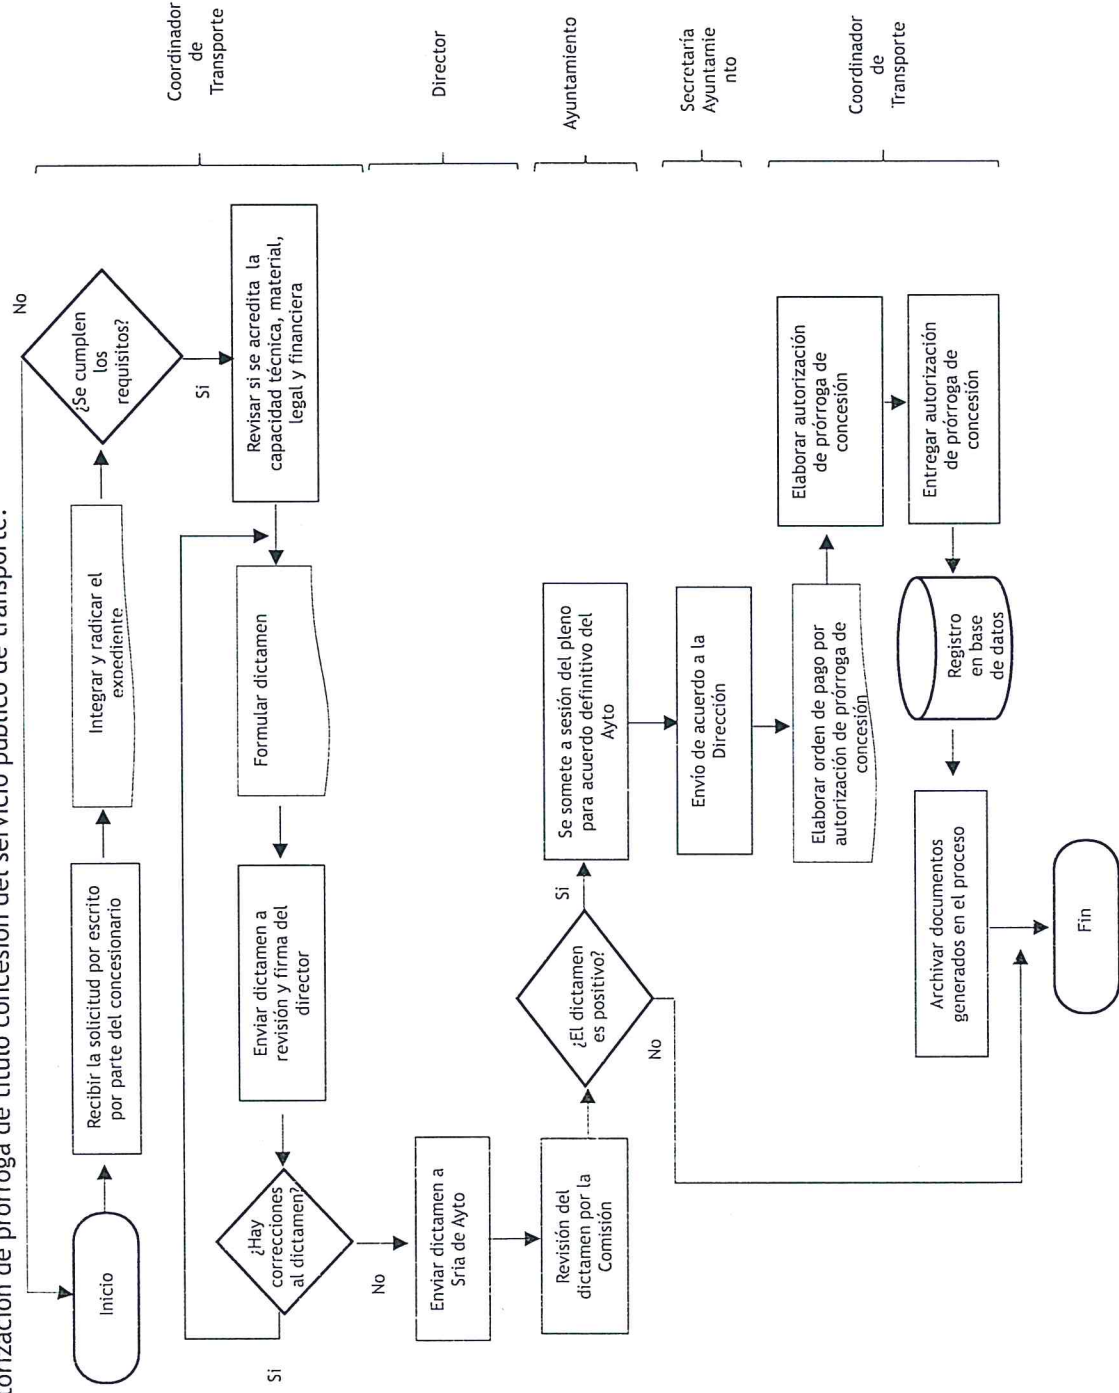 orización de prórroga de título concesión del servicio público de transporte.
Inicio
Recibir la solicitud por escrito
por parte del concesionario
Integrar y radicar el
expediente
¿Se cumplen
los
requisitos?
No
Si
Coordinador
de
Transporte
Revisar si se acredita la
capacidad técnica, material,
legal y financiera
Formular dictamen
Enviar dictamen a
revisión y firma del
director
¿Hay
correcciones
al dictamen?
Si
No
Director
Enviar dictamen a
Sria de Ayto
Ayuntamiento
Revisión del
dictamen por la
Comisión
¿El dictamen
es positivo?
Si
No
Se somete a sesión del pleno
para acuerdo definitivo del
Ayto
Secretaria
Ayuntamie
nto
Envío de acuerdo a la
Dirección
Coordinador
de
Transporte
Elaborar orden de pago por
autorización de prórroga de
concesión
Elaborar autorización
de prórroga de
concesión
Entregar autorización
de prórroga de
concesión
Registro
en base
de datos
Archivar documentos
generados en el proceso
Fin